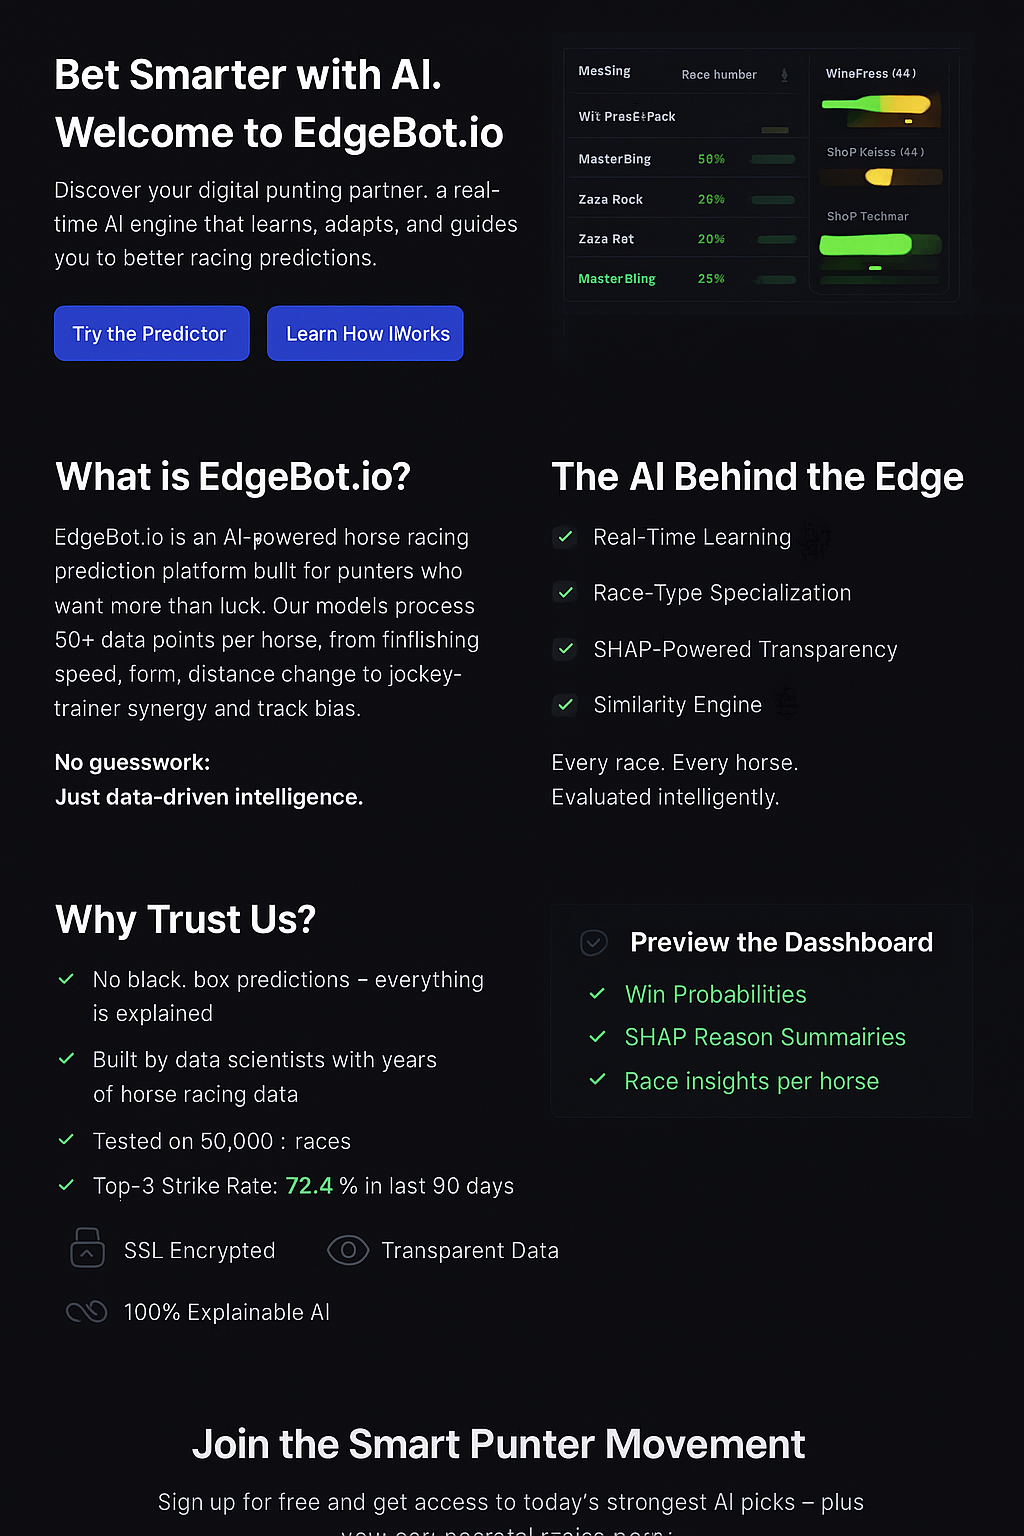 Bet Smarter with AI.
Welcome to EdgeBot.io
Discover your digital punting partner. a real-
time AI engine that learns, adapts, and guides
you to better racing predictions.
Try the Predictor
Learn How IWorks
MesSing
Race humber
Wit PrasE-Pack
MasterBing 50%
Zaza Rock 26%
Zaza Rot 20%
MasterBling 25%
WineFress (44)
ShoP Keisss (44)
ShoP Techmar
What is EdgeBot.io?
EdgeBot.io is an AI-powered horse racing
prediction platform buIlt for punters who
want more than luck. Our models process
50+ data points per horse, from finflishing
speed, form, distance change to jockey-
trainer synergy and track bias.
No guesswork:
Just data-driven intelligence.
The AI Behind the Edge
Real-Time Learning
Race-Type Specialization
SHAP-Powered Transparency
Similarity Engine
Every race. Every horse.
Evaluated intelligently.
Why Trust Us?
No black. box predictions – everything
is explained
Built by data scientists with years
of horse racing data
Tested on 50,000 : races
Top-3 Strike Rate: 72.4 % in last 90 days
SSL Encrypted
Transparent Data
100% Explainable AI
Preview the Dasshboard
Win Probabilities
SHAP Reason Summairies
Race insights per horse
Join the Smart Punter Movement
Sign up for free and get access to today's strongest AI picks – plus